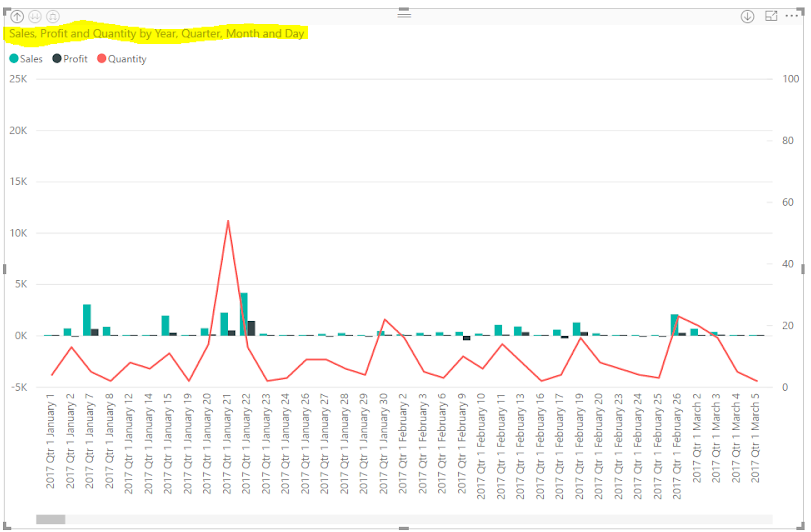 Sales, Profit and Quantity by Year, Quarter, Month and Day
Sales Profit Quantity
25K
20K
15K
10K
5K
0K
-5K
100
80
60
40
20
0
2017 Qtr 1 January 1
2017 Qtr 1 January 2
2017 Qtr 1 January 7
2017 Qtr 1 January 8
2017 Qtr 1 January 12
2017 Qtr 1 January 14
2017 Qtr 1 January 15
2017 Qtr 1 January 19
2017 Qtr 1 January 20
2017 Qtr 1 January 21
2017 Qtr 1 January 22
2017 Qtr 1 January 23
2017 Qtr 1 January 24
2017 Qtr 1 January 26
2017 Qtr 1 January 27
2017 Qtr 1 January 28
2017 Qtr 1 January 29
2017 Qtr 1 January 30
2017 Qtr 1 February 2
2017 Qtr 1 February 3
2017 Qtr 1 February 6
2017 Qtr 1 February 9
2017 Qtr 1 February 10
2017 Qtr 1 February 11
2017 Qtr 1 February 13
2017 Qtr 1 February 16
2017 Qtr 1 February 17
2017 Qtr 1 February 19
2017 Qtr 1 February 20
2017 Qtr 1 February 23
2017 Qtr 1 February 24
2017 Qtr 1 February 25
2017 Qtr 1 February 26
2017 Qtr 1 March 2
2017 Qtr 1 March 3
2017 Qtr 1 March 4
2017 Qtr 1 March 5